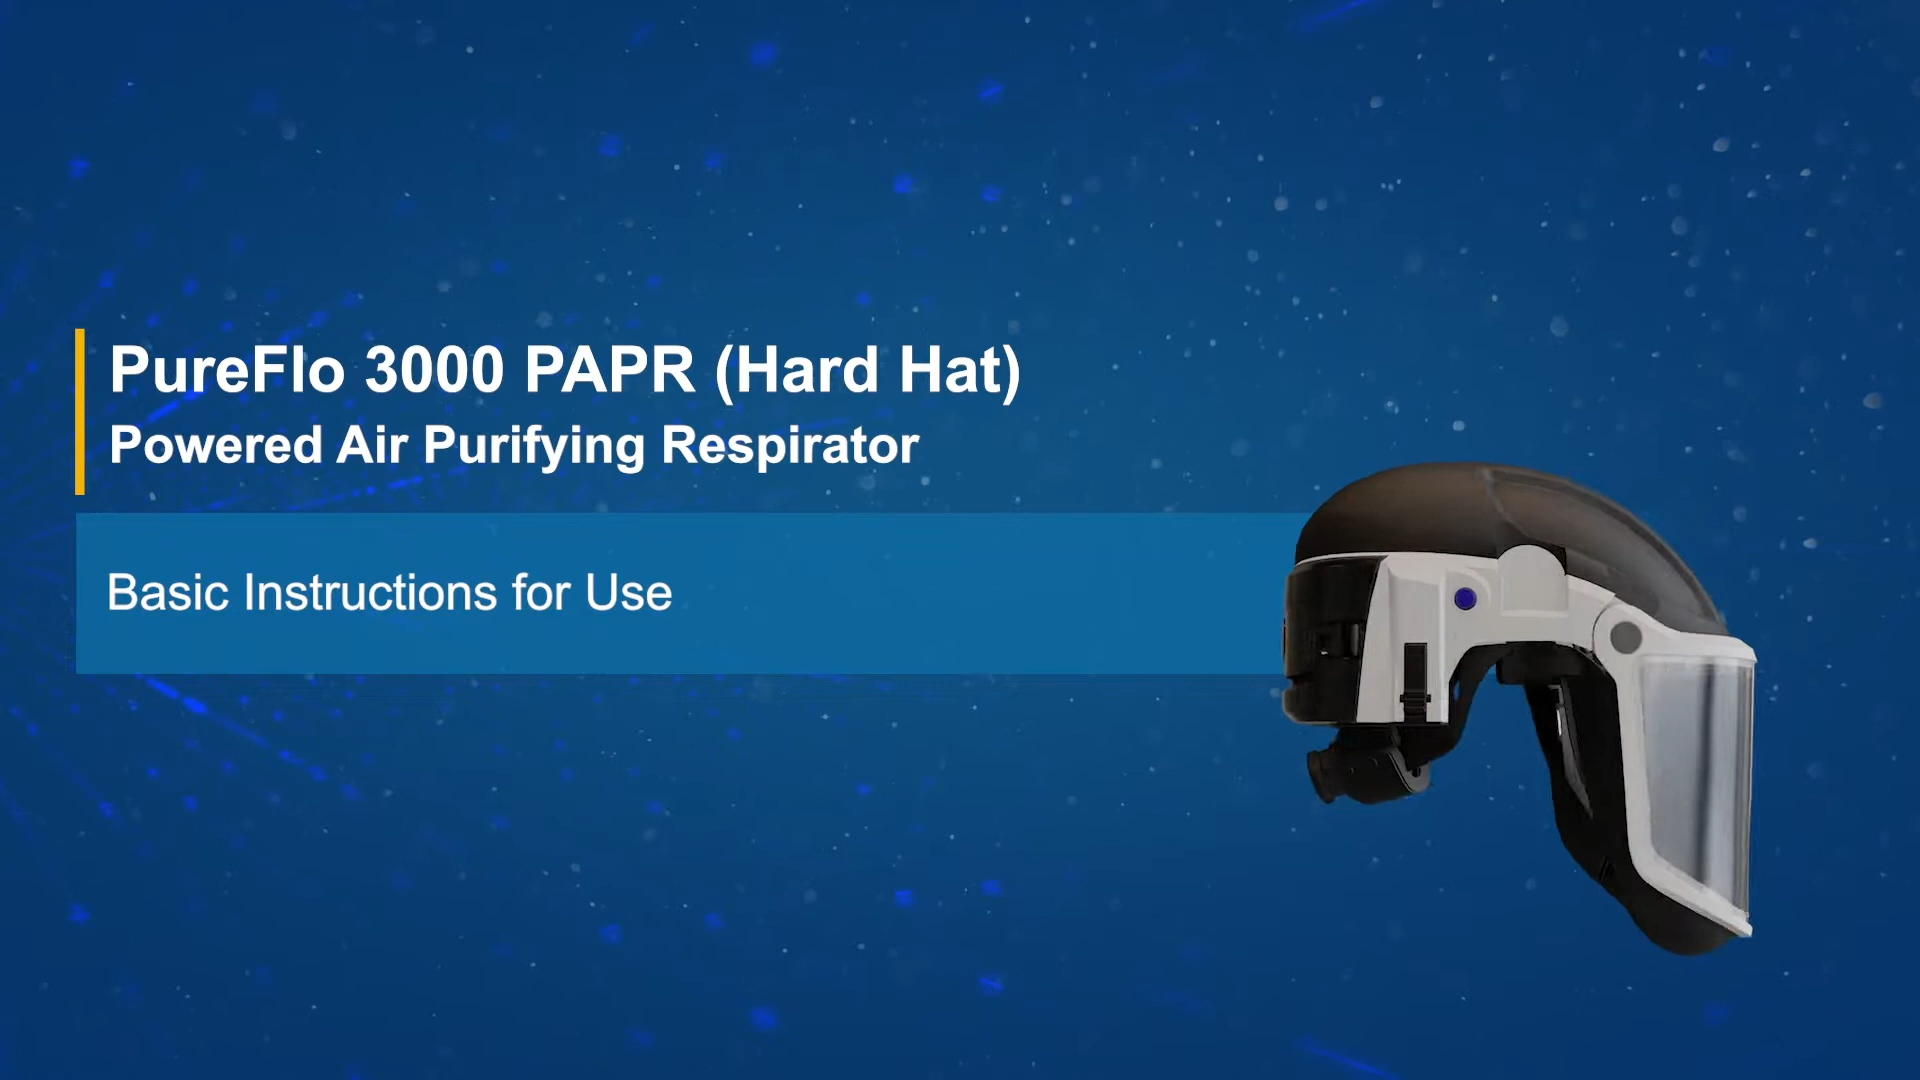 PureFlo 3000 PAPR (Hard Hat)
Powered Air Purifying Respirator
Basic Instructions for Use